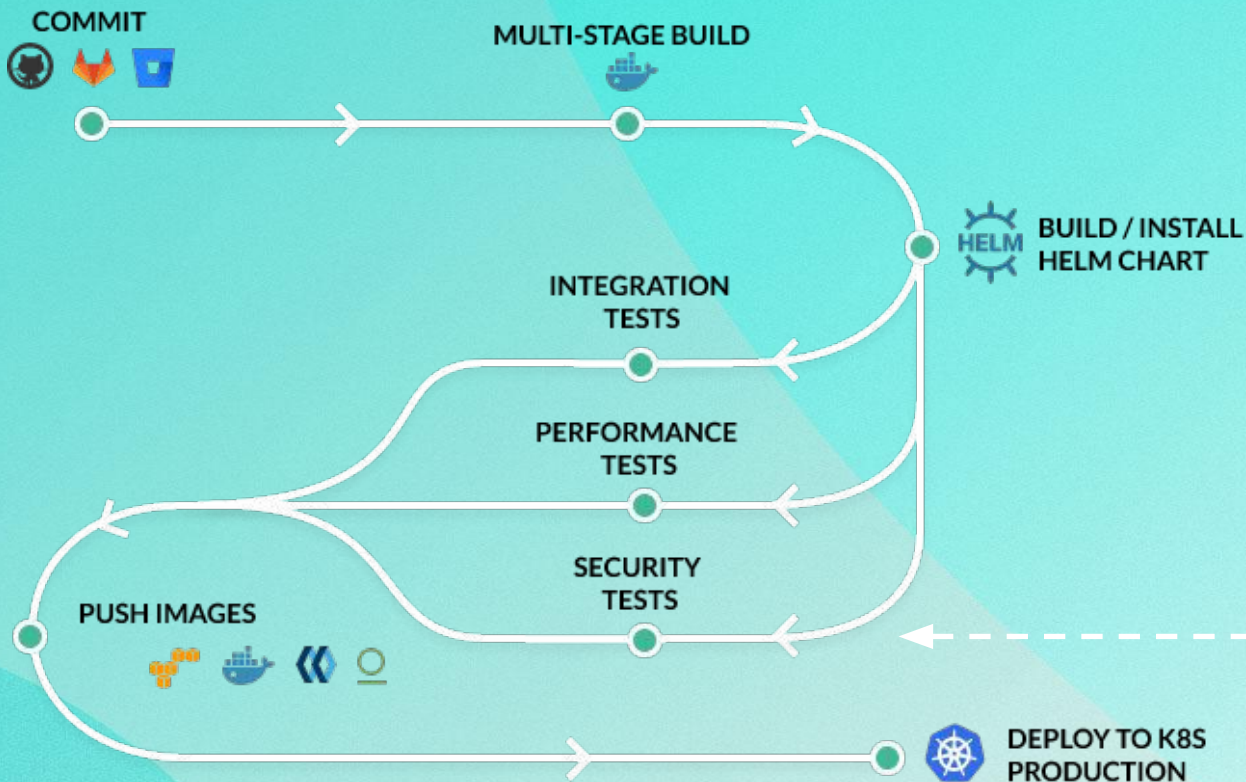 COMMIT
MULTI-STAGE BUILD
HELM
BUILD / INSTALL
HELM CHART
INTEGRATION
TESTS
PERFORMANCE
TESTS
SECURITY
TESTS
PUSH IMAGES
DEPLOY TO K8S
PRODUCTION